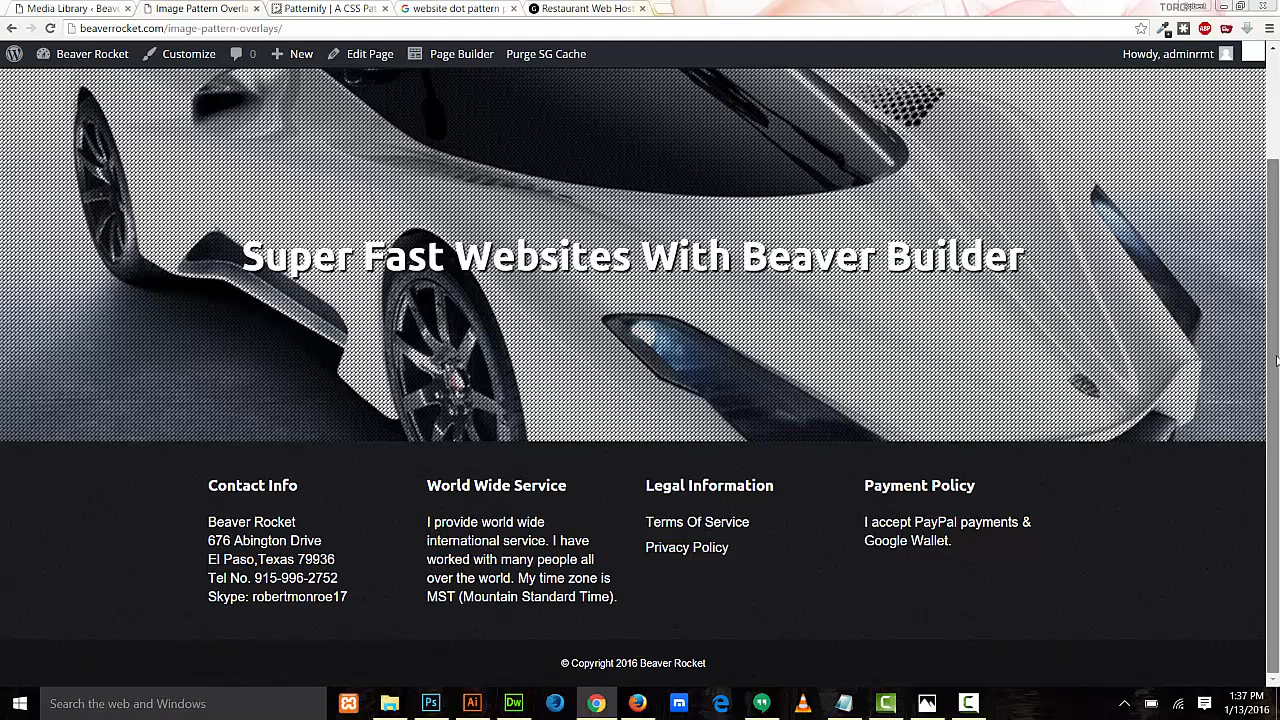 Media Library ‹ Beave
Image Pattern Overla
Patternify | A CSS Pat
website dot pattern
Restaurant Web Host
beaverrocket.com/image-pattern-overlays/
Beaver Rocket
Customize
0
New
Edit Page
Page Builder
Purge SG Cache
Howdy, adminrmt
Super Fast Websites With Beaver Builder
Contact Info
Beaver Rocket
676 Abington Drive
El Paso,Texas 79936
Tel No. 915-996-2752
Skype: robertmonroe17
World Wide Service
I provide world wide
international service. I have
worked with many people all
over the world. My time zone is
MST (Mountain Standard Time).
Legal Information
Terms Of Service
Privacy Policy
Payment Policy
I accept PayPal payments &
Google Wallet.
© Copyright 2016 Beaver Rocket
Search the web and Windows
1:37 PM
1/13/2016